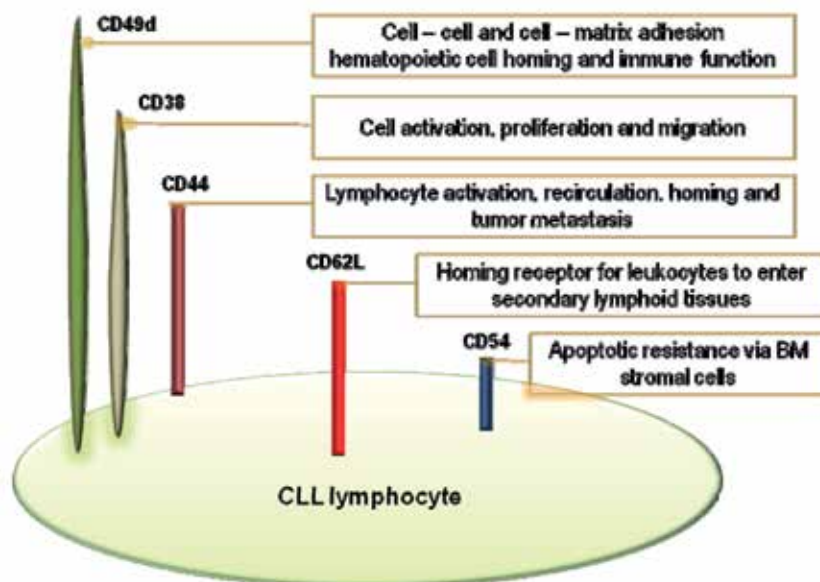 CD49d
Cell – cell and cell – matrix adhesion
hematopoietic cell homing and immune function
CD38
Cell activation, proliferation and migration
CD44
Lymphocyte activation, recirculation, homing and
tumor metastasis
CD62L
Homing receptor for leukocytes to enter
secondary lymphoid tissues
CD54
Apoptotic resistance via BM
stromal cells
CLL lymphocyte